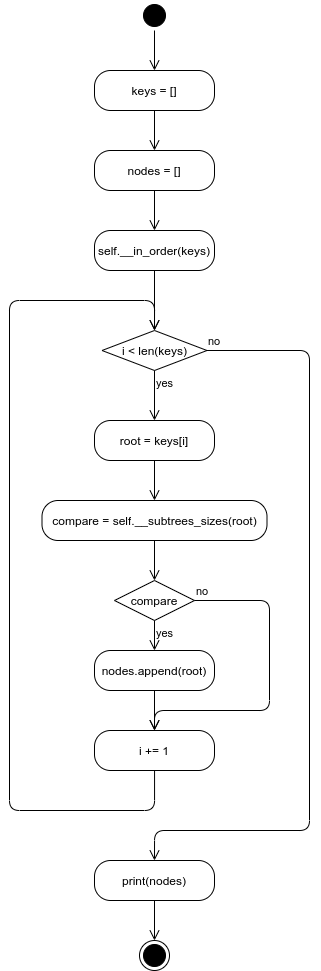 keys = []
nodes = []
self.__in_order(keys)
i < len(keys)
no
yes
root = keys[i]
compare = self.__subtrees_sizes(root)
compare
no
yes
nodes.append(root)
i += 1
print(nodes)